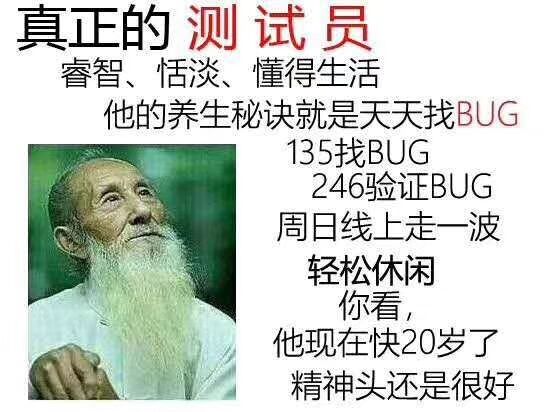 真正的 测试员
睿智、恬淡、懂得生活
他的养生秘诀就是天天找BUG
135找BUG
246验证BUG
周日线上走一波
轻松休闲
你看，
他现在快20岁了
精神头还是很好